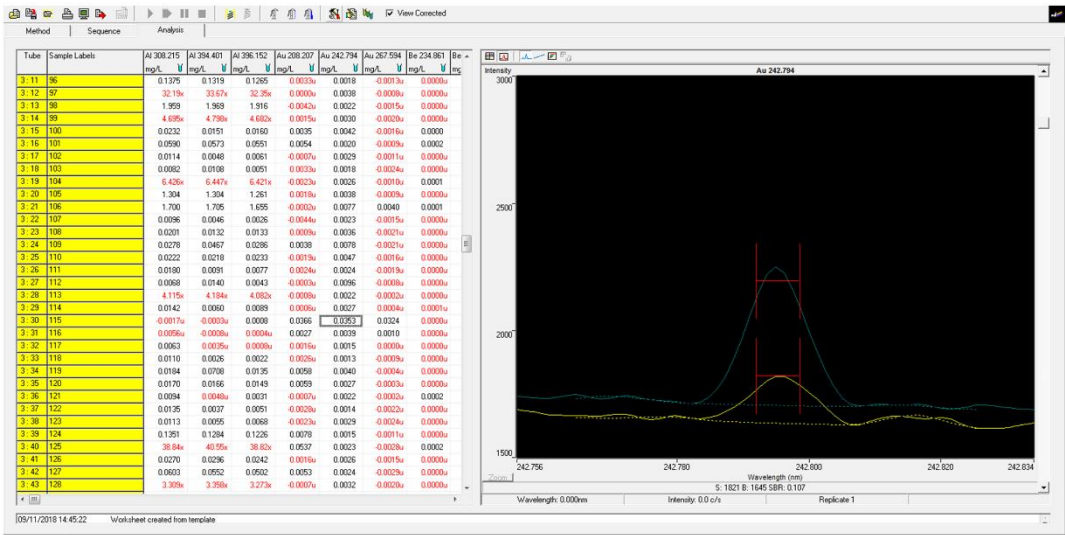 View Corrected
Method Sequence Analysis
Tube Sample Labels Al 308.215 Al 394.401 Al 396.152 Au 208.207 Au 242.794 Au 267.594 Be 234.861 Be
mg/L mg/L mg/L mg/L mg/L mg/L mg/L
3:11 96 0.1375 0.1319 0.1265 0.0033u 0.0018 -0.0013u 0.0000u
3:12 97 32.19x 33.67x 32.35x 0.0000u 0.0038 -0.0008u 0.0000u
3:13 98 1.959 1.969 1.916 -0.0042u 0.0022 -0.0015u 0.0000u
3:14 99 4.695x 4.798x 4.682x 0.0015u 0.0030 -0.0020u 0.0000u
3:15 100 0.0232 0.0151 0.0160 0.0035 0.0042 -0.0016u 0.0000
3:16 101 0.0590 0.0573 0.0551 0.0054 0.0020 -0.0009u 0.0002
3:17 102 0.0114 0.0048 0.0061 -0.0007u 0.0029 -0.0011u 0.0000u
3:18 103 0.0082 0.0108 0.0051 0.0033u 0.0018 -0.0024u 0.0000u
3:19 104 6.426x 6.447x 6.421x -0.0023u 0.0026 -0.0010u 0.0001
3:20 105 1.304 1.304 1.261 0.0018u 0.0038 -0.0009u 0.0000u
3:21 106 1.700 1.705 1.655 -0.0002u 0.0077 0.0040 0.0001
3:22 107 0.0096 0.0046 0.0026 -0.0044u 0.0023 -0.0015u 0.0000u
3:23 108 0.0201 0.0132 0.0133 0.0009u 0.0036 -0.0021u 0.0000u
3:24 109 0.0278 0.0467 0.0286 0.0038 0.0078 -0.0021u 0.0000u
3:25 110 0.0222 0.0218 0.0233 -0.0019u 0.0047 -0.0016u 0.0000u
3:26 111 0.0180 0.0091 0.0077 0.0024u 0.0024 -0.0019u 0.0000u
3:27 112 0.0068 0.0140 0.0043 -0.0003u 0.0096 -0.0008u 0.0000u
3:28 113 4.115x 4.184x 4.082x -0.0008u 0.0022 -0.0002u 0.0000u
3:29 114 0.0142 0.0060 0.0089 0.0006u 0.0027 0.0004u 0.0001u
3:30 115 -0.0017u -0.0003u 0.0008 0.0366 0.0353 0.0324 0.0000u
3:31 116 0.0056u -0.0008u 0.0004u 0.0027 0.0039 0.0010 0.0000u
3:32 117 0.0063 0.0035u 0.0008u 0.0016u 0.0015 0.0000u 0.0000u
3:33 118 0.0110 0.0026 0.0022 0.0026u 0.0013 -0.0009u 0.0000u
3:34 119 0.0184 0.0708 0.0135 0.0058 0.0040 -0.0004u 0.0000u
3:35 120 0.0170 0.0166 0.0149 0.0059 0.0027 -0.0003u 0.0000u
3:36 121 0.0094 0.0048u 0.0031 -0.0007u 0.0022 -0.0002u 0.0002
3:37 122 0.0135 0.0037 0.0051 -0.0028u 0.0014 -0.0022u 0.0000u
3:38 123 0.0113 0.0055 0.0068 -0.0023u 0.0029 -0.0024u 0.0000u
3:39 124 0.1351 0.1284 0.1226 0.0078 0.0015 -0.0011u 0.0000u
3:40 125 38.84x 40.55x 38.82x 0.0537 0.0023 -0.0028u 0.0002
3:41 126 0.0270 0.0296 0.0242 0.0016u 0.0026 -0.0015u 0.0000u
3:42 127 0.0603 0.0552 0.0502 0.0053 0.0024 -0.0029u 0.0000u
3:43 128 3.309x 3.358x 3.273x -0.0007u 0.0032 -0.0020u 0.0000u
Intensity Au 242.794
3000
2500
2000
1500
242.756 242.780 242.800 242.820 242.834
Zoom Wavelength (nm)
S: 1821 B: 1645 SBR: 0.107
Wavelength: 0.000nm Intensity: 0.0 c/s Replicate 1
09/11/2018 14:45:22 Worksheet created from template